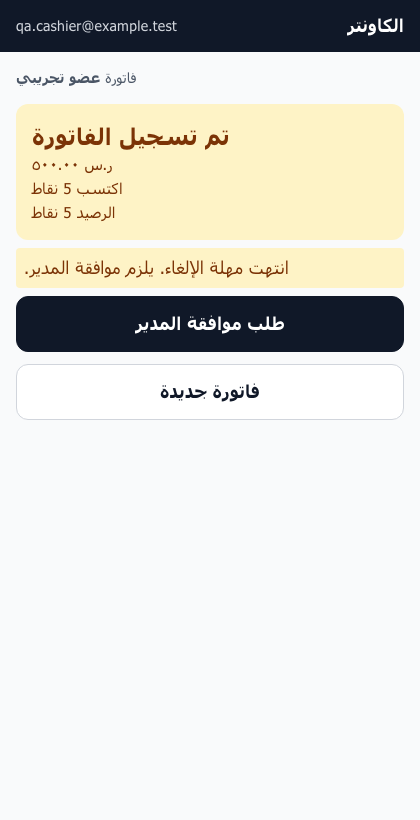 الكاونتر
qa.cashier@example.test
فاتورة عضو تجريبي
تم تسجيل الفاتورة
ر.س ٥٠٠.٠٠
اكتسب 5 نقاط
الرصيد 5 نقاط
انتهت مهلة الإلغاء. يلزم موافقة المدير.
طلب موافقة المدير
فاتورة جديدة